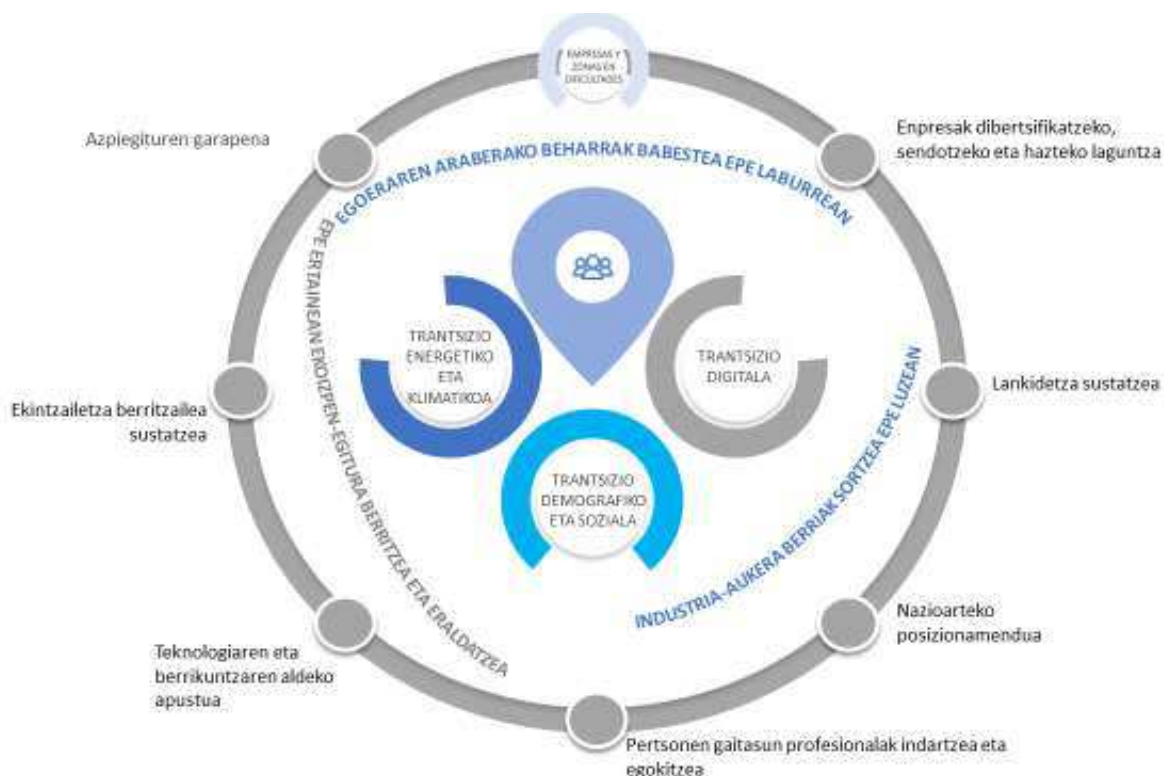 EMPRESAS Y
ZONAS EN
DIFICULTADES
Azpiegituren-garapena
Enpresak dibertsifikatzeko,
sendotzeko eta hazteko laguntza
EGOERAREN ARABERAKO BEHARRAK BABESTEA EPE LABURREAN
EPE ERTAINEAN EKOIZPEN-EGITURA BERRITZEA ETA ERALDATZEA
TRANTSIZIO
ENERGETIKO
ETA
KLIMATIKOA
TRANTSIZIO
DIGITALA
Ekintzailetza berritzailea
sustatzea
Lankidetza sustatzea
TRANTSIZIO
DEMOGRAFIKO
ETA SOZIALA
INDUSTRIA-AUKERA BERRIAK SORTZEA EPE LUZEAN
Nazioarteko
posizionamendua
Teknologiaren eta
berrikuntzaren aldeko
apustua
Pertsonen gaitasun profesionalak indartzea eta
egokitzea